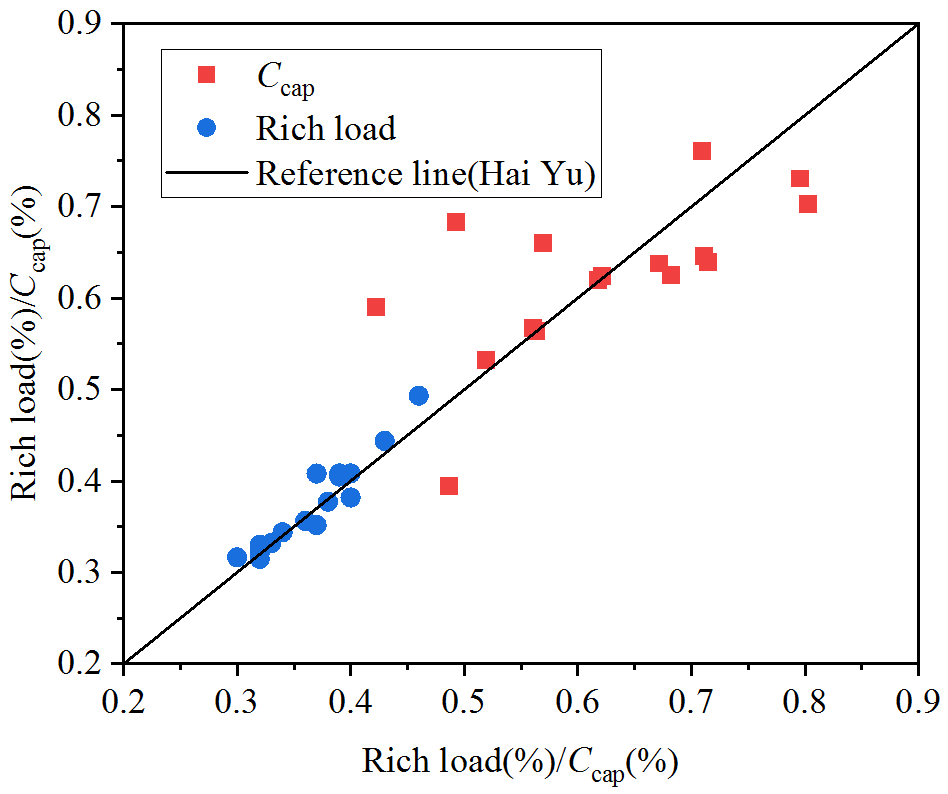 0.9
0.8
0.7
0.6
0.5
0.4
0.3
0.2
Rich load(%)/Ccap(%)
Ccap
Rich load
Reference line(Hai Yu)
0.2 0.3 0.4 0.5 0.6 0.7 0.8 0.9
Rich load(%)/Ccap(%)